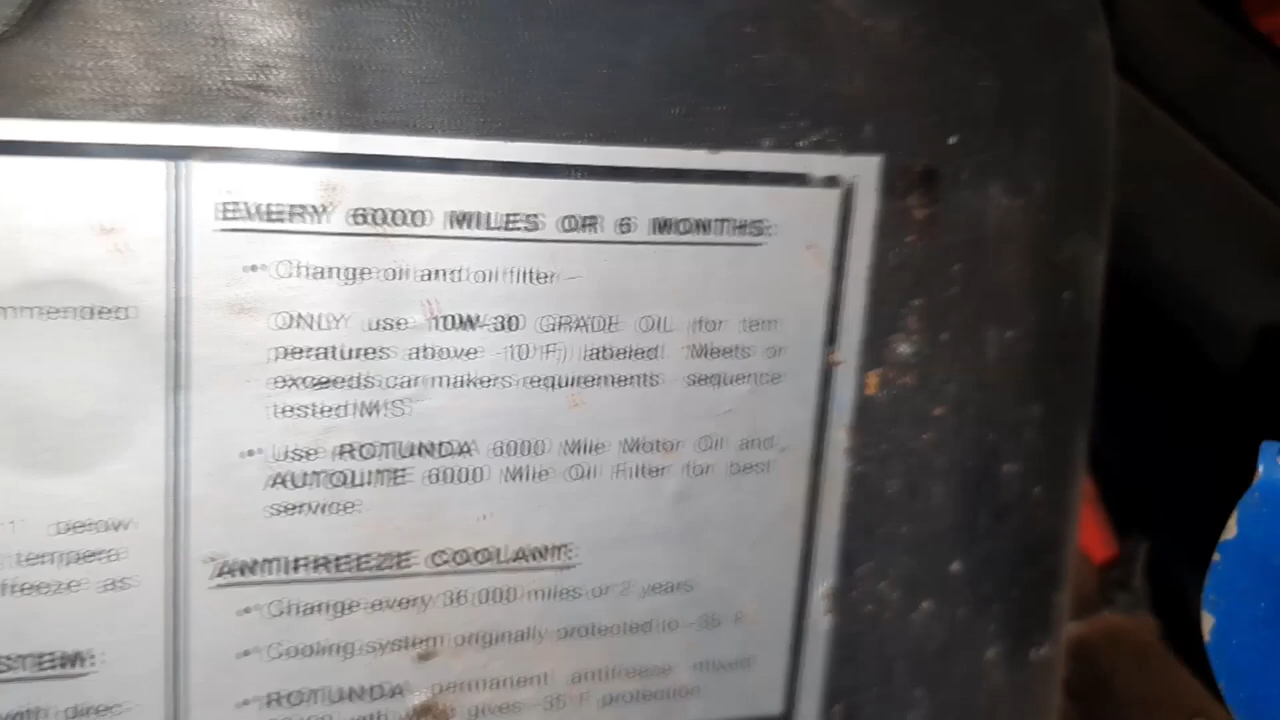 mmended
below
tempera-
freeze as
STEM:
with direc-
EVERY 6000 MILES OR 6 MONTHS:
Change oil and oil filter –
ONLY use 10W-30 GRADE OIL (for tem
peratures above -10°F) labeled "Meets or
exceeds car makers requirements sequence
tested MS"
Use ROTUNDA 6000 Mile Motor Oil and
AUTOLITE 6000 Mile Oil Filter for best
service.
ANTIFREEZE COOLANT:
Change every 36,000 miles or 2 years
Cooling system originally protected to -35°F
ROTUNDA permanent antifreeze mixed
gives -35°F protection